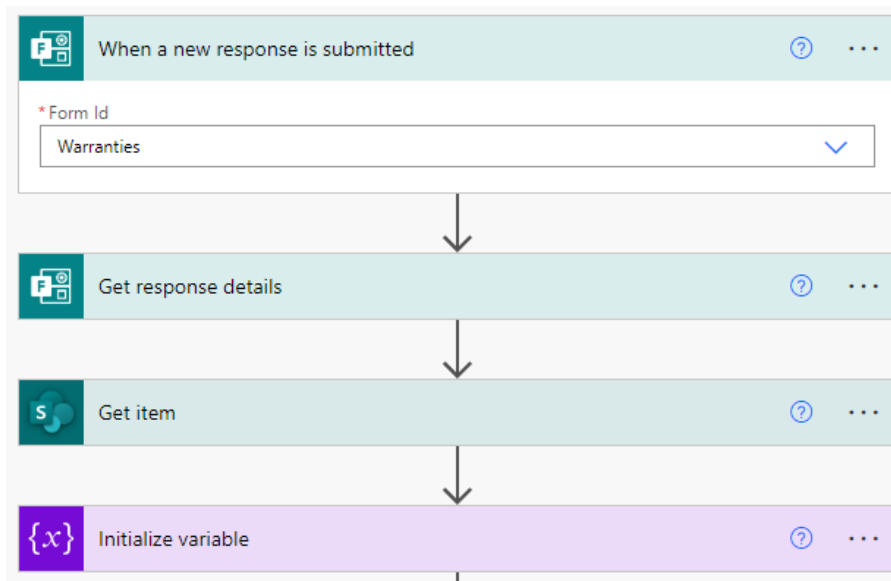 F
When a new response is submitted
?
...
* Form Id
Warranties
F
Get response details
?
...
S
Get item
?
...
{x}
Initialize variable
?
...